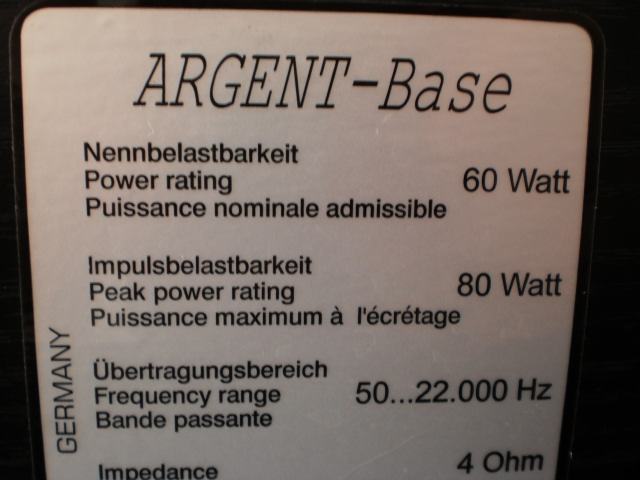 ARGENT-Base
Nennbelastbarkeit
Power rating 60 Watt
Puissance nominale admissible
Impulsbelastbarkeit
Peak power rating 80 Watt
Puissance maximum à l'écrétage
Übertragungsbereich
Frequency range 50...22.000 Hz
Bande passante
Impedance 4 Ohm
GERMANY